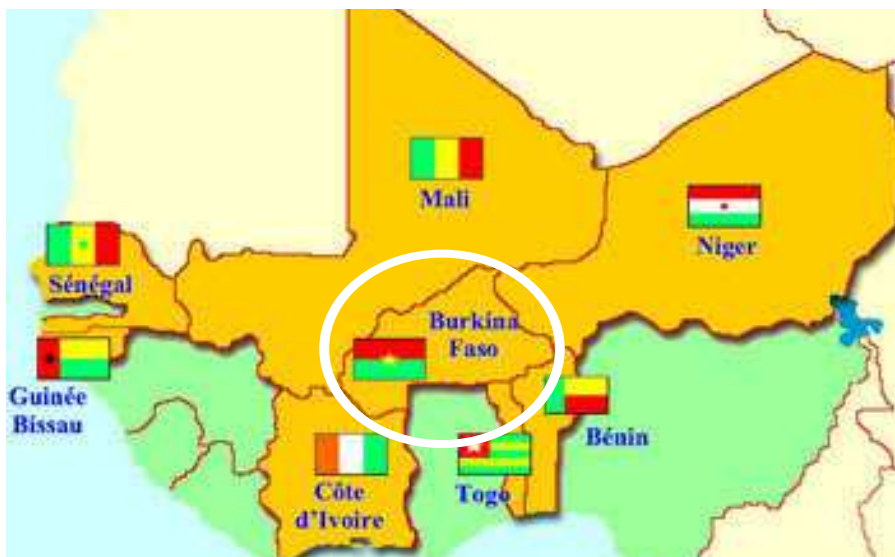 Mali
Niger
Sénégal
Burkina
Faso
Guinée
Bissau
Bénin
Côte
d'Ivoire
Togo